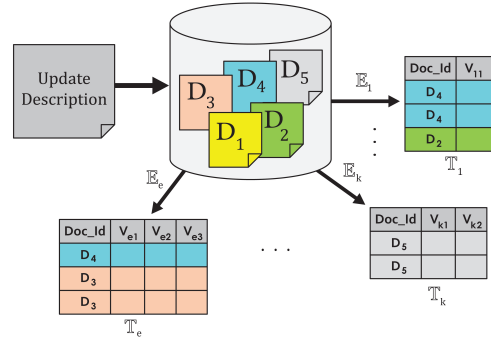 Update
Description
D₃
D₄
D₅
D₁
D₂
𝔼₁
⋮
Doc_Id V₁₁
D₄
D₄
D₂
𝕋₁
𝔼ₑ
Doc_Id Vₑ₁ Vₑ₂ Vₑ₃
D₄
D₃
D₃
𝕋ₑ
. . .
𝔼ₖ
Doc_Id Vₖ₁ Vₖ₂
D₅
D₅
𝕋ₖ